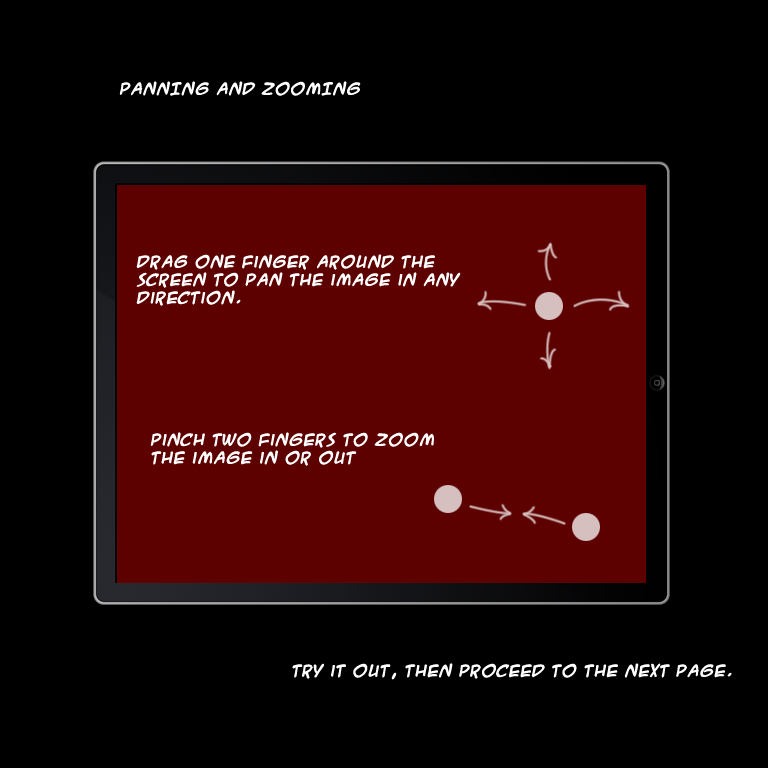 PANNING AND ZOOMING
DRAG ONE FINGER AROUND THE
SCREEN TO PAN THE IMAGE IN ANY
DIRECTION.
PINCH TWO FINGERS TO ZOOM
THE IMAGE IN OR OUT
TRY IT OUT, THEN PROCEED TO THE NEXT PAGE.